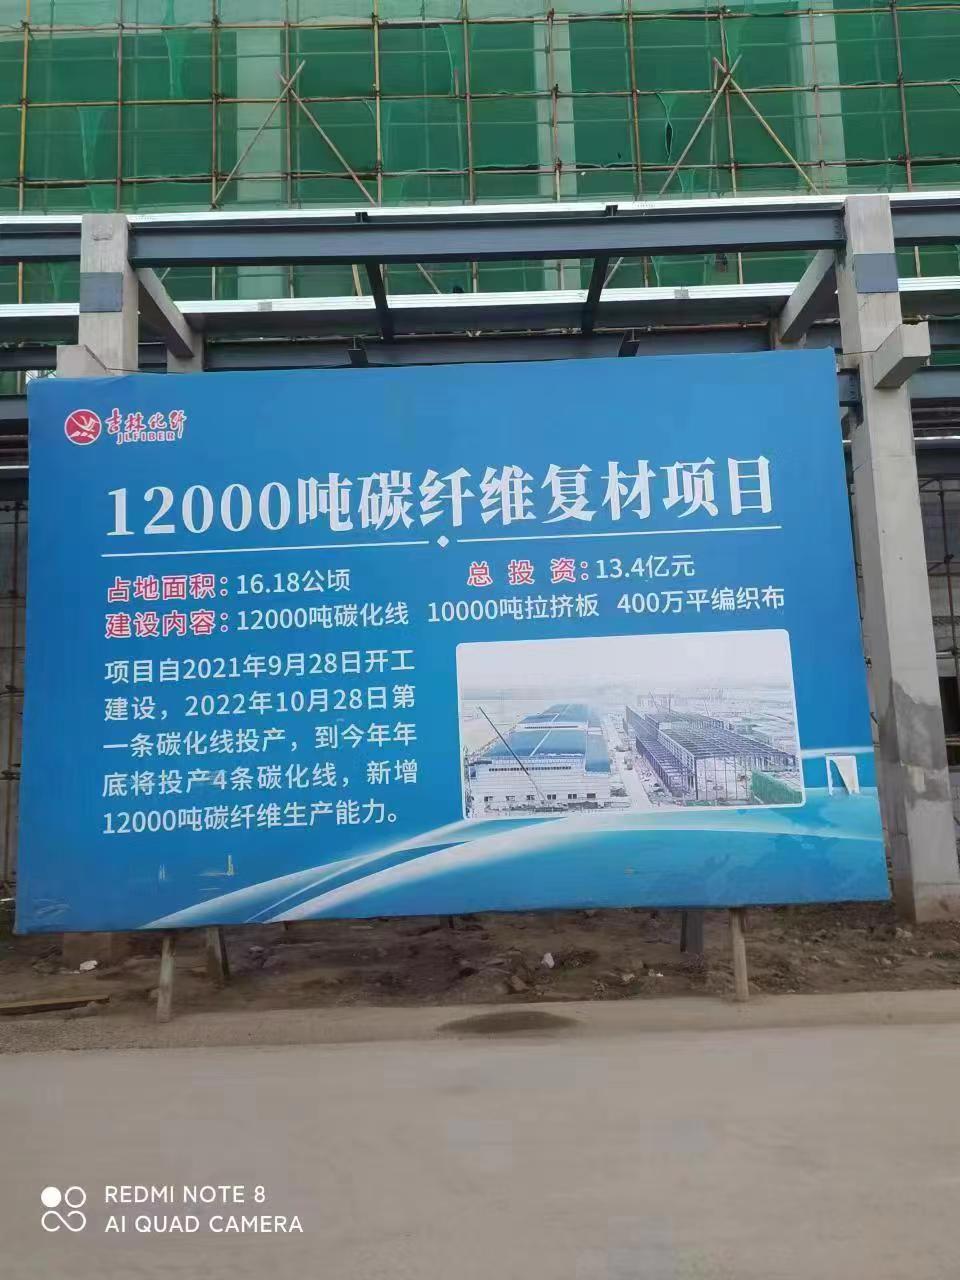 吉林化纤
JLFIBER
12000吨碳纤维复材项目
占地面积：16.18公顷 总投资：13.4亿元
建设内容：12000吨碳化线 10000吨拉挤板 400万平编织布
项目自2021年9月28日开工
建设，2022年10月28日第
一条碳化线投产，到今年年
底将投产4条碳化线，新增
12000吨碳纤维生产能力。
REDMI NOTE 8
AI QUAD CAMERA